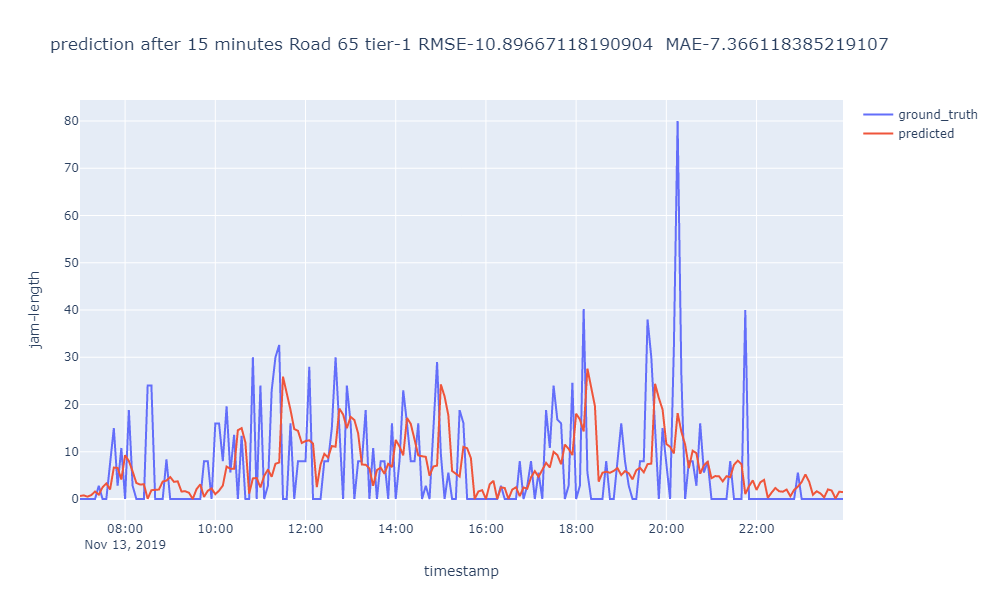 prediction after 15 minutes Road 65 tier-1 RMSE-10.89667118190904  MAE-7.366118385219107
ground_truth
predicted
80
70
60
50
40
30
20
10
0
jam-length
08:00 10:00 12:00 14:00 16:00 18:00 20:00 22:00
Nov 13, 2019
timestamp